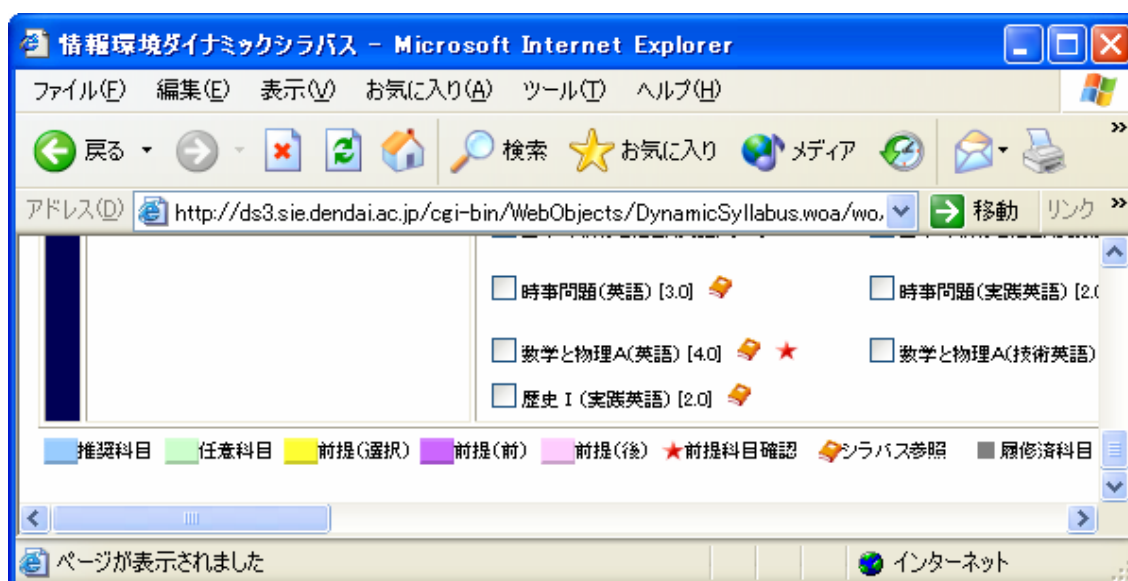 情報環境ダイナミックシラバス - Microsoft Internet Explorer
ファイル(F) 編集(E) 表示(V) お気に入り(A) ツール(T) ヘルプ(H)
戻る 検索 お気に入り メディア »
アドレス(D) http://ds3.sie.dendai.ac.jp/cgi-bin/WebObjects/DynamicSyllabus.woa/wo, 移動 リンク »
時事問題(英語) [3.0] 時事問題(実践英語) [2.0
数学と物理A(英語) [4.0] ★ 数学と物理A(技術英語)
歴史Ⅰ(実践英語) [2.0]
推奨科目 任意科目 前提(選択) 前提(前) 前提(後) ★前提科目確認 シラバス参照 ■履修済科目
ページが表示されました インターネット